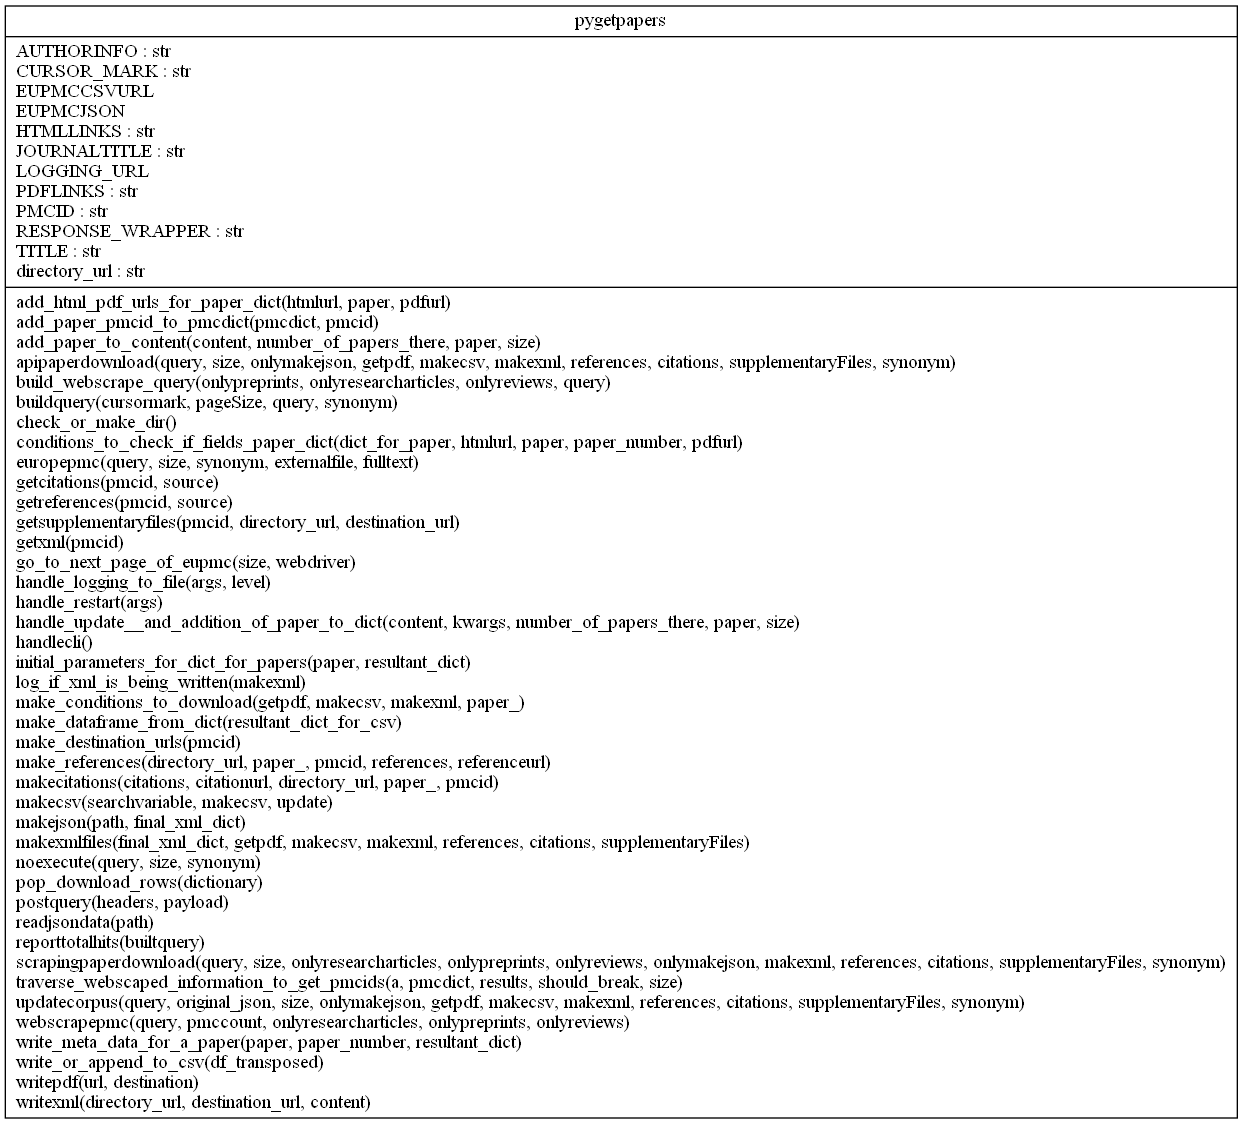 pygetpapers
AUTHORINFO : str
CURSOR_MARK : str
EUPMCCSVURL
EUPMCJSON
HTMLLINKS : str
JOURNALTITLE : str
LOGGING_URL
PDFLINKS : str
PMCID : str
RESPONSE_WRAPPER : str
TITLE : str
directory_url : str
add_html_pdf_urls_for_paper_dict(htmlurl, paper, pdfurl)
add_paper_pmcid_to_pmcdict(pmcdict, pmcid)
add_paper_to_content(content, number_of_papers_there, paper, size)
apipaperdownload(query, size, onlymakejson, getpdf, makecsv, makexml, references, citations, supplementaryFiles, synonym)
build_webscrape_query(onlypreprints, onlyresearcharticles, onlyreviews, query)
buildquery(cursormark, pageSize, query, synonym)
check_or_make_dir()
conditions_to_check_if_fields_paper_dict(dict_for_paper, htmlurl, paper, paper_number, pdfurl)
europepmc(query, size, synonym, externalfile, fulltext)
getcitations(pmcid, source)
getreferences(pmcid, source)
getsupplementaryfiles(pmcid, directory_url, destination_url)
getxml(pmcid)
go_to_next_page_of_eupmc(size, webdriver)
handle_logging_to_file(args, level)
handle_restart(args)
handle_update__and_addition_of_paper_to_dict(content, kwargs, number_of_papers_there, paper, size)
handlecli()
initial_parameters_for_dict_for_papers(paper, resultant_dict)
log_if_xml_is_being_written(makexml)
make_conditions_to_download(getpdf, makecsv, makexml, paper_)
make_dataframe_from_dict(resultant_dict_for_csv)
make_destination_urls(pmcid)
make_references(directory_url, paper_, pmcid, references, referenceurl)
makecitations(citations, citationurl, directory_url, paper_, pmcid)
makecsv(searchvariable, makecsv, update)
makejson(path, final_xml_dict)
makexmlfiles(final_xml_dict, getpdf, makecsv, makexml, references, citations, supplementaryFiles)
noexecute(query, size, synonym)
pop_download_rows(dictionary)
postquery(headers, payload)
readjsondata(path)
reporttotalhits(builtquery)
scrapingpaperdownload(query, size, onlyresearcharticles, onlypreprints, onlyreviews, onlymakejson, makexml, references, citations, supplementaryFiles, synonym)
traverse_webscaped_information_to_get_pmcids(a, pmcdict, results, should_break, size)
updatecorpus(query, original_json, size, onlymakejson, getpdf, makecsv, makexml, references, citations, supplementaryFiles, synonym)
webscrapepmc(query, pmccount, onlyresearcharticles, onlypreprints, onlyreviews)
write_meta_data_for_a_paper(paper, paper_number, resultant_dict)
write_or_append_to_csv(df_transposed)
writepdf(url, destination)
writexml(directory_url, destination_url, content)